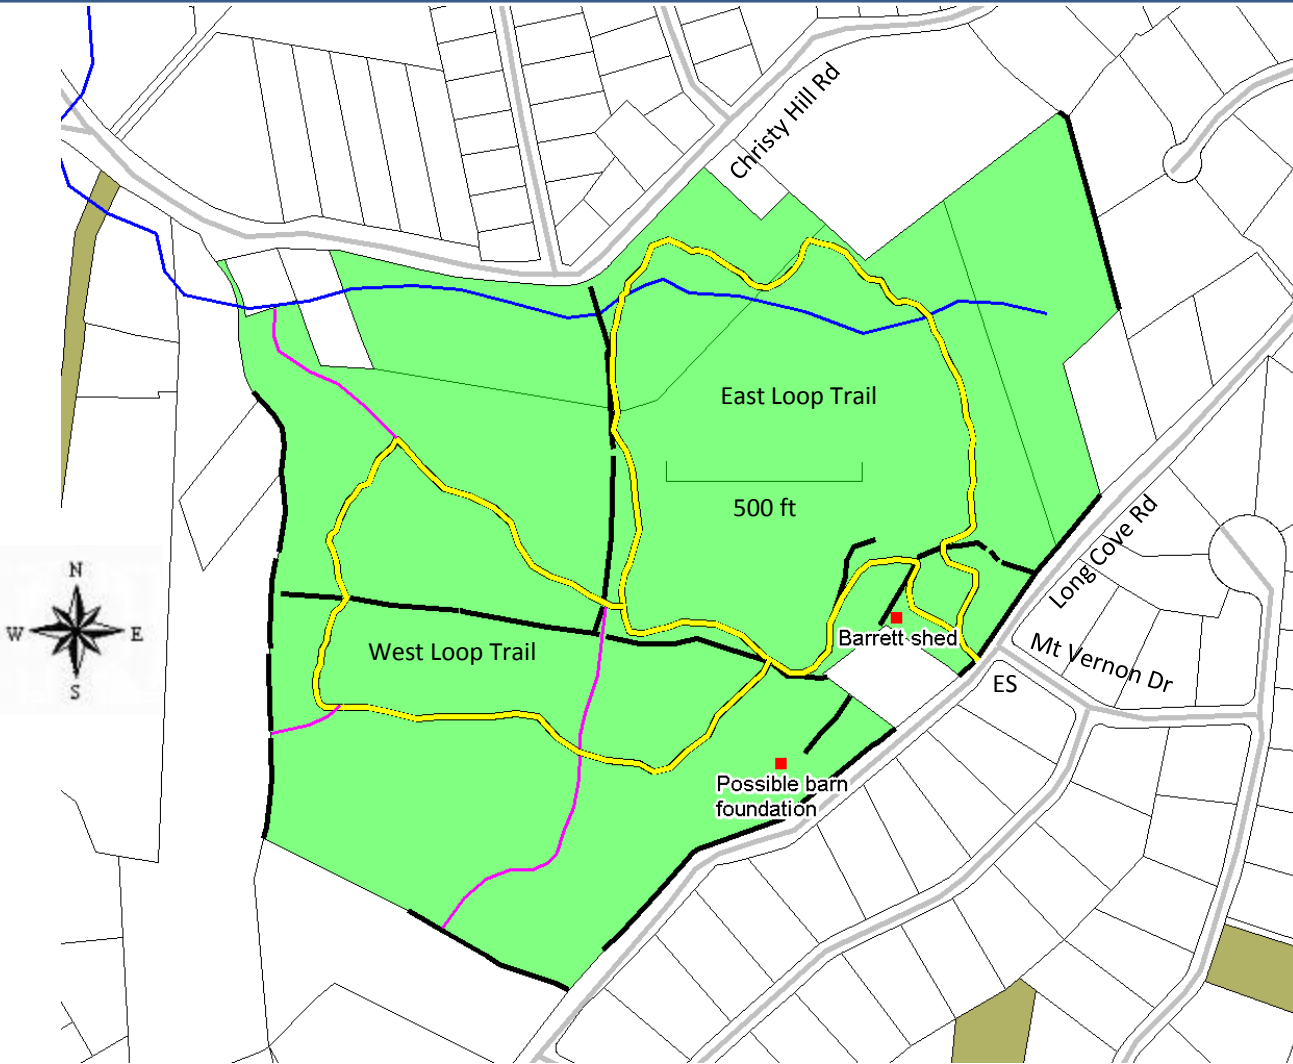 Christy Hill Rd
East Loop Trail
500 ft
Long Cove Rd
N
W E
S
Barrett shed
West Loop Trail
Mt Vernon Dr
ES
Possible barn
foundation